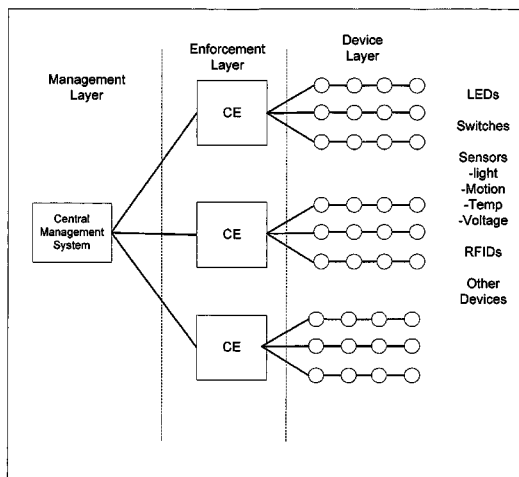 Management
Layer
Enforcement
Layer
Device
Layer
Central
Management
System
CE
CE
CE
LEDs
Switches
Sensors
-light
-Motion
-Temp
-Voltage
RFIDs
Other
Devices